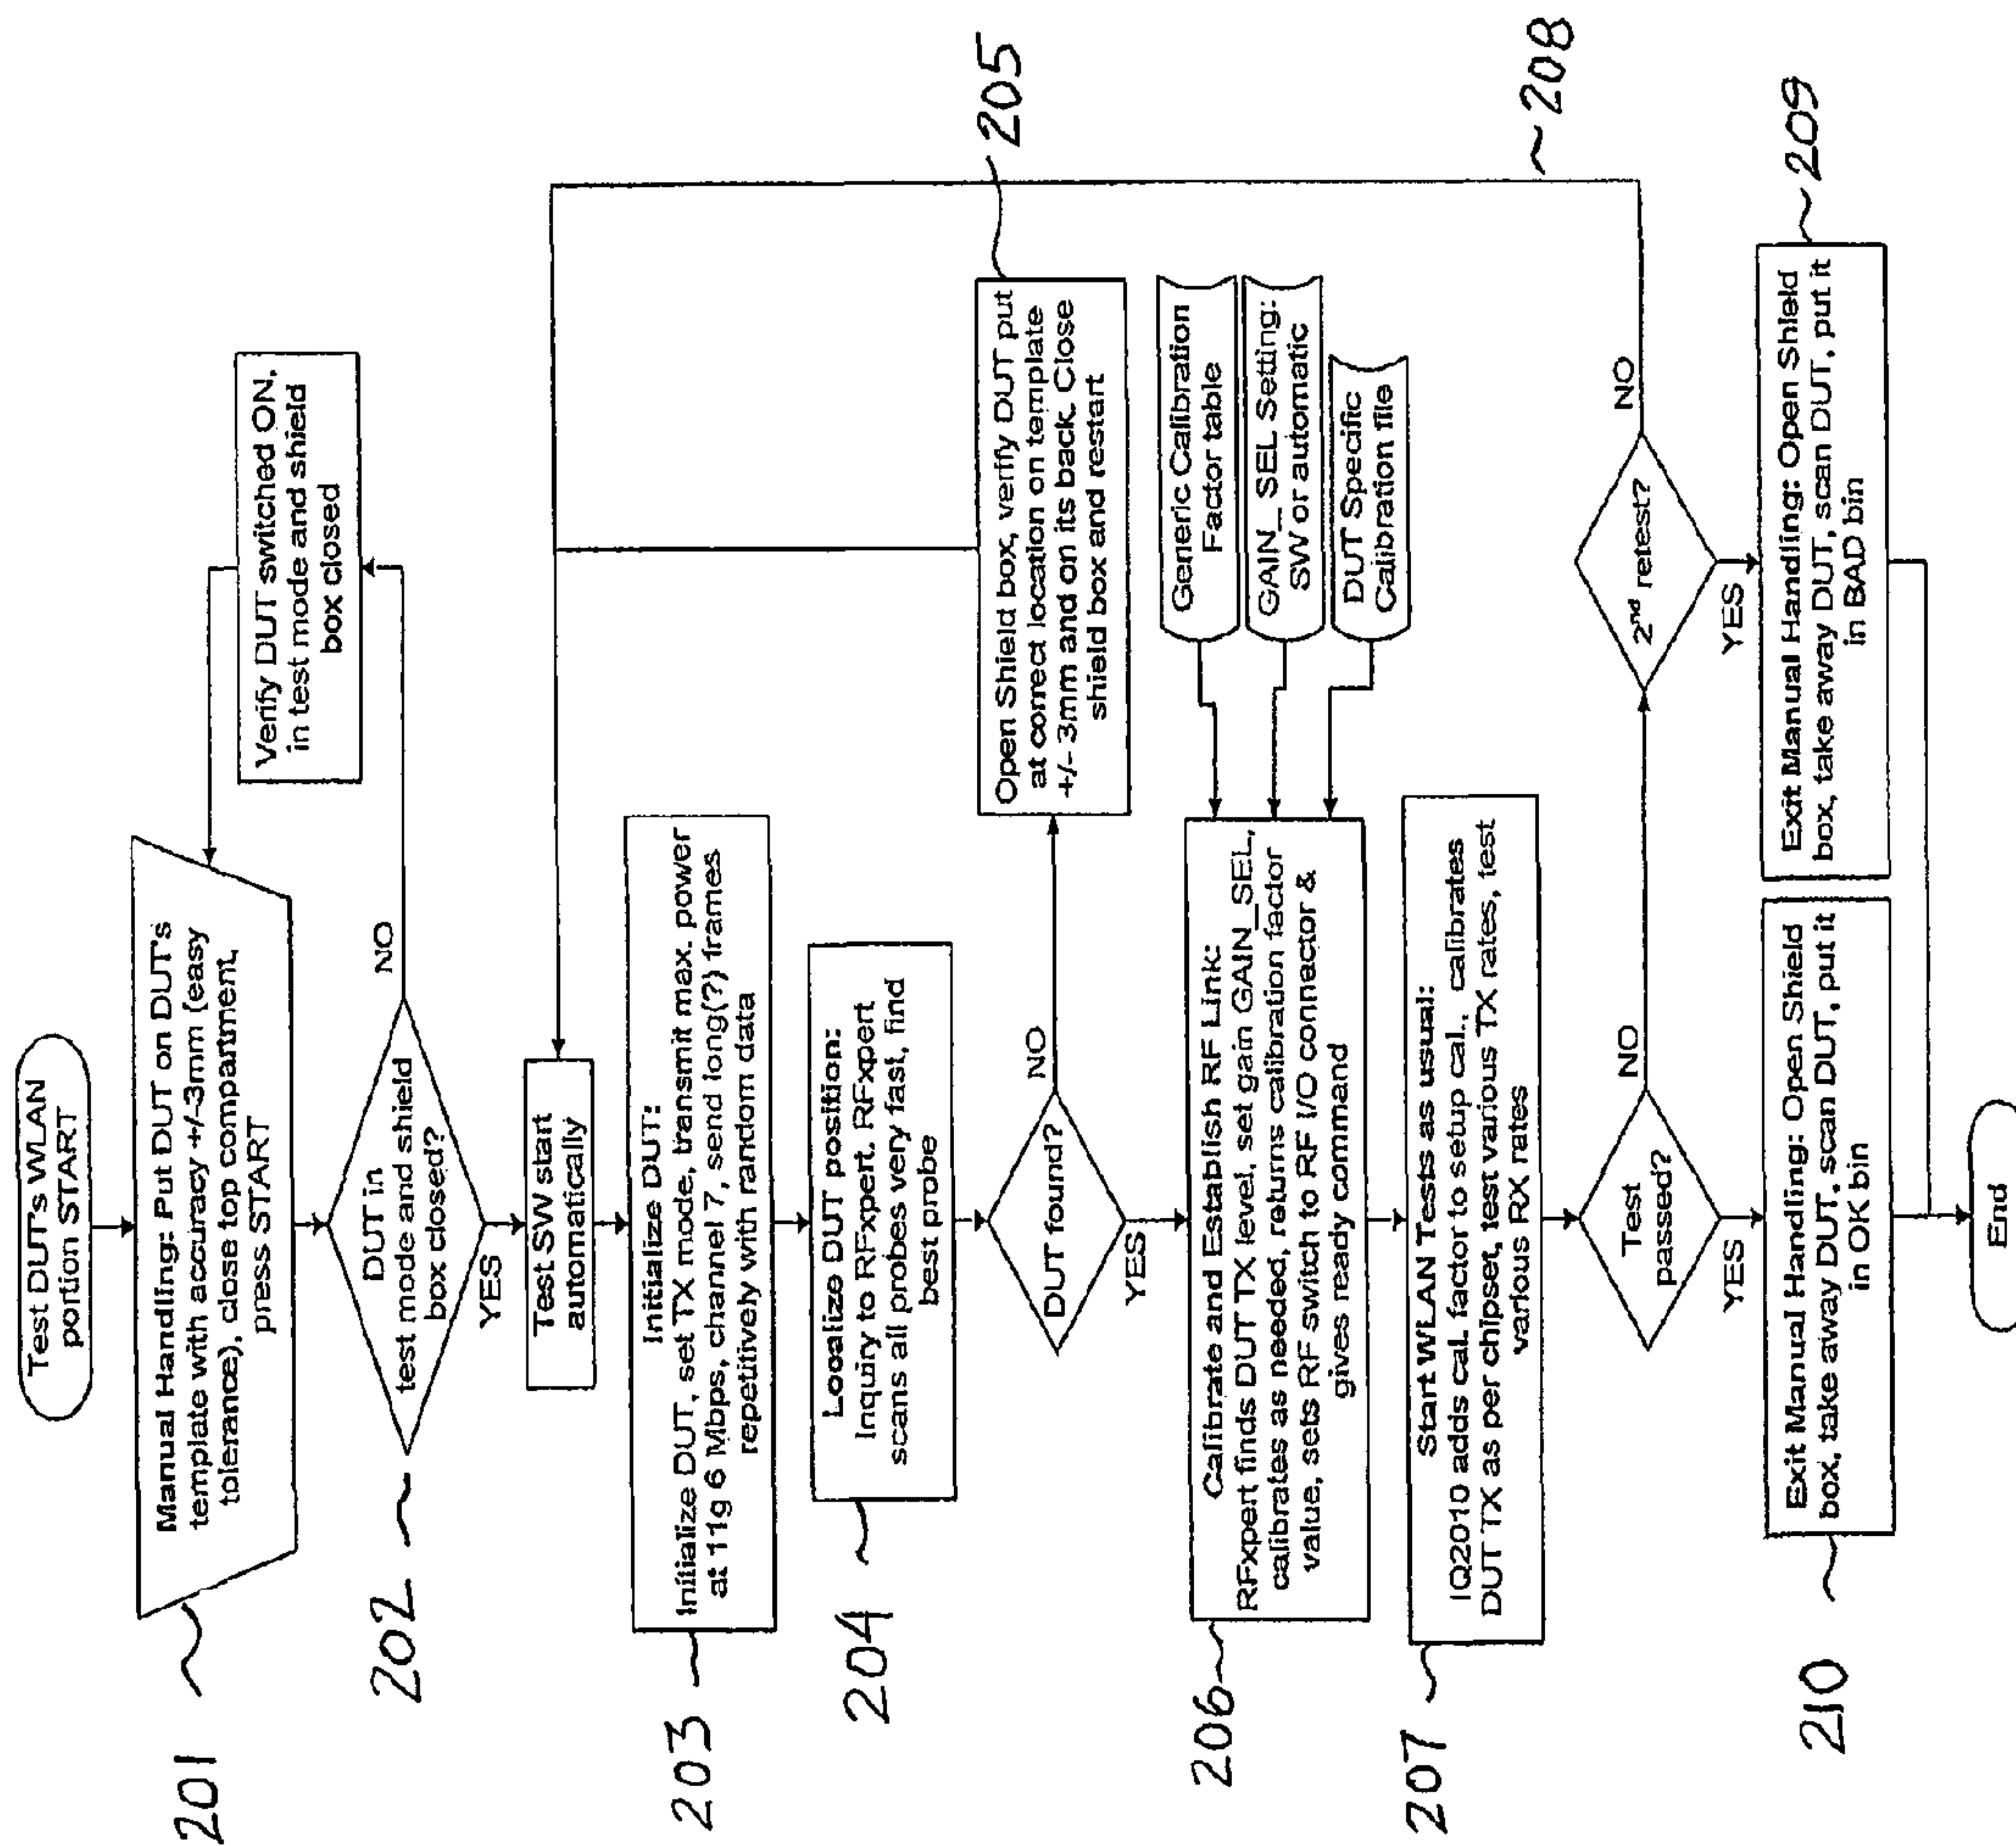 Test DUT's WLAN
portion START
201
Manual Handling: Put DUT on DUT's
template with accuracy +/-3mm (easy
tolerance), close top compartment,
press START
Verify DUT switched ON,
in test mode and shield
box closed
202
DUT in
test mode and shield
box closed?
NO
YES
Test SW start
automatically
203
Initialize DUT:
Initialize DUT, set TX mode, transmit max. power
at 11g 6 Mbps, channel 7, send long(?) frames
repetitively with random data
204
Localize DUT position:
Inquiry to RFxpert. RFxpert
scans all probes very fast, find
best probe
DUT found?
NO
YES
205
Open Shield box, verify DUT put
at correct location on template
+/- 3mm and on its back. Close
shield box and restart
206
Calibrate and Establish RF Link:
RFxpert finds DUT TX level, set gain GAIN_SEL,
calibrates as needed, returns calibration factor
value, sets RF switch to RF I/O connector &
gives ready command
Generic Calibration
Factor table
GAIN_SEL Setting:
SW or automatic
DUT Specific
Calibration file
207
Start WLAN Tests as usual:
IQ2010 adds cal. factor to setup cal., calibrates
DUT TX as per chipset, test various TX rates, test
various RX rates
Test
passed?
NO
YES
2nd retest?
NO
YES
208
210
Exit Manual Handling: Open Shield
box, take away DUT, scan DUT, put it
in OK bin
209
Exit Manual Handling: Open Shield
box, take away DUT, scan DUT, put it
in BAD bin
End